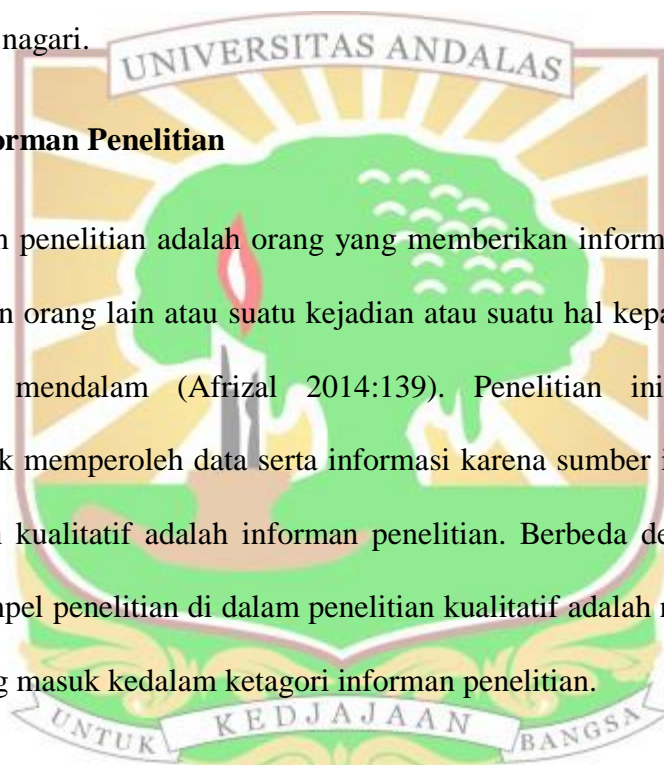 nagari.
UNIVERSITAS ANDALAS
orman Penelitian
penelitian adalah orang yang memberikan inform
n orang lain atau suatu kejadian atau suatu hal kepa
mendalam (Afrizal 2014:139). Penelitian ini
k memperoleh data serta informasi karena sumber i
kualitatif adalah informan penelitian. Berbeda de
mpel penelitian di dalam penelitian kualitatif adalah
g masuk kedalam ketagori informan penelitian.
UNTUK KEDJAJAAN BANGSA